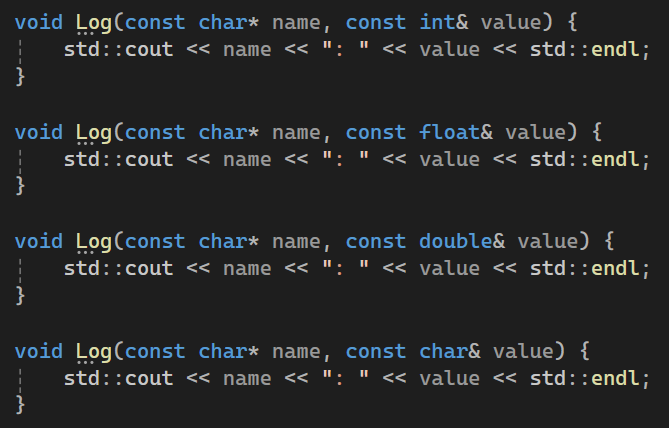 void Log(const char* name, const int& value) {
    std::cout << name << ": " << value << std::endl;
}
void Log(const char* name, const float& value) {
    std::cout << name << ": " << value << std::endl;
}
void Log(const char* name, const double& value) {
    std::cout << name << ": " << value << std::endl;
}
void Log(const char* name, const char& value) {
    std::cout << name << ": " << value << std::endl;
}